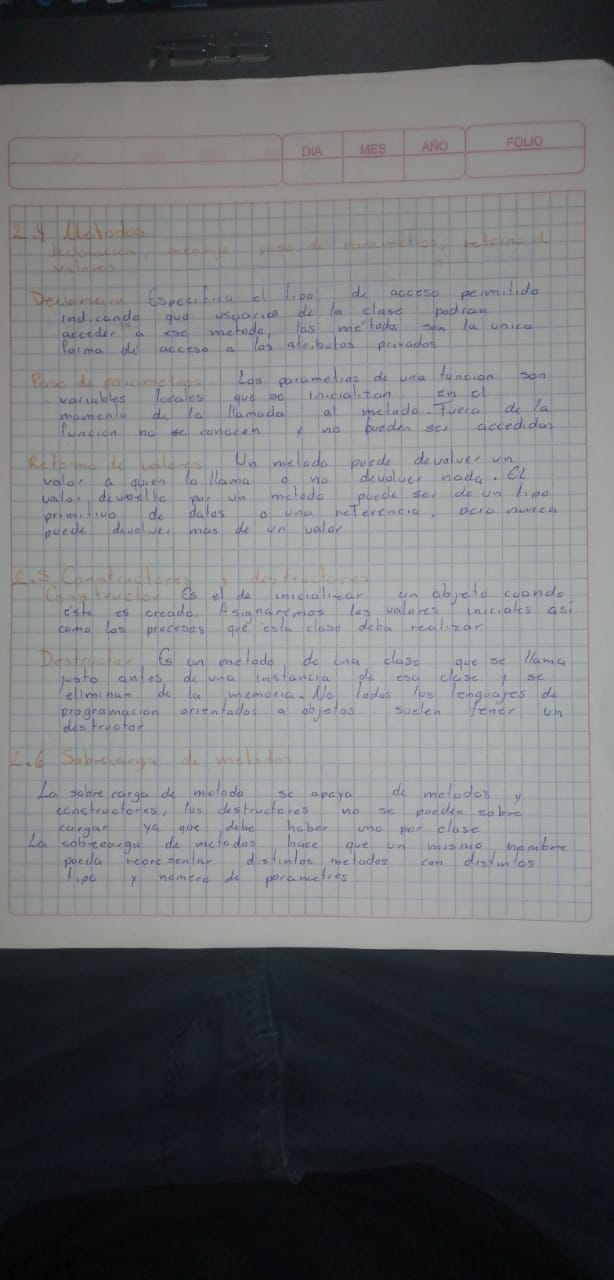 ASUS
DIA MES AÑO FOLIO
2.4 Metodos
declaracion, mensaje, paso de parametros, retorno d
valores
Declaracion Especifica el tipo de acceso permitido
indicando que usuarios de la clase podran
acceder a ese metodo, los métodos son la unica
forma de acceso a los atributos privados
Paso de parametros Los parametros de una funcion son
variables locales que se inicializan en el
momento de la llamada al metodo. Fuera de la
funcion no se conocen y no pueden ser accedidas
Retorno de valores Un metodo puede devolver un
valor a quien la llama o no devolver nada. El
valor devuelto por un metodo puede ser de un tipo
primitivo de datos o una referencia, pero nunca
puede devolver mas de un valor
2.5 Constructores y destructores
Constructor Es el de inicializar un objeto cuando
éste es creado. Asignaremos los valores iniciales asi
como los procesos que esta clase deba realizar
Destructor Es un metodo de una clase que se llama
justo antes de una instancia de esa clase y se
eliminan de la memoria. No todos los lenguajes de
programacion orientados a objetos suelen tener un
destructor
2.6 Sobrecarga de metodos
La sobre carga de metodo se apoya de metodos y
constructores, los destructores no se pueden sobre
cargar ya que debe haber uno por clase
La sobrecarga de metodos hace que un mismo nombre
pueda representar distintos metodos con distintos
tipo y número de parametros